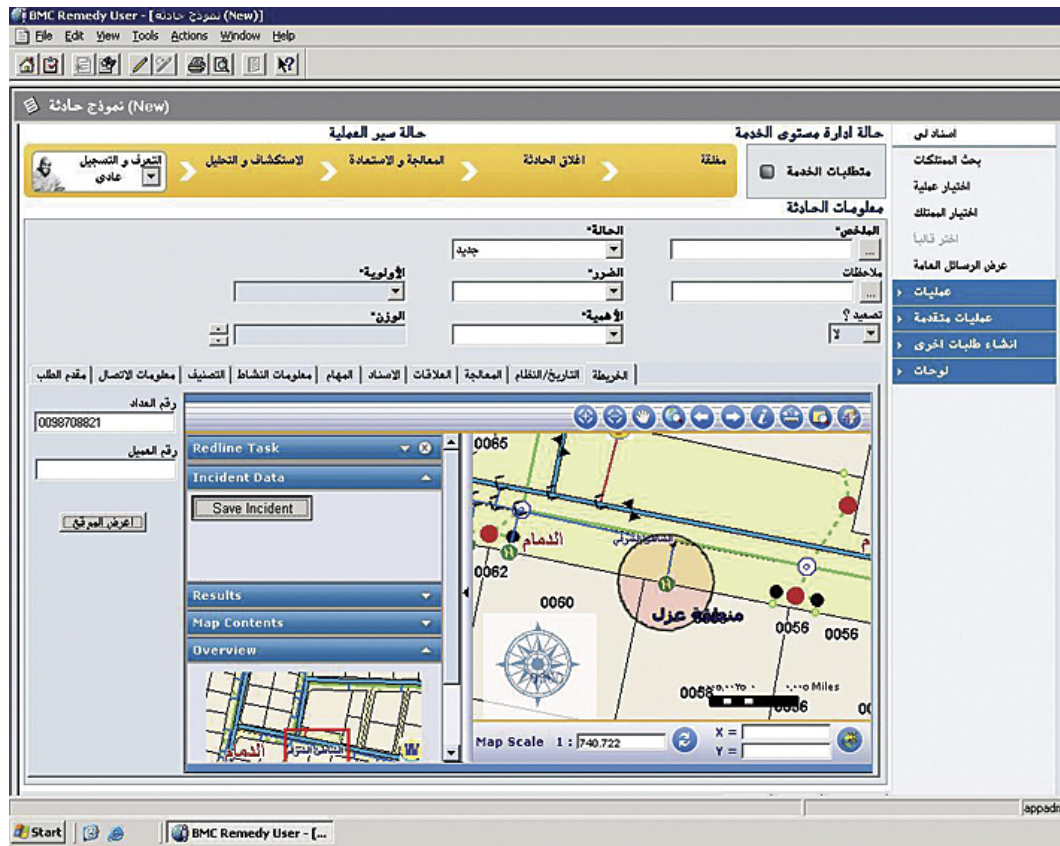 BMC Remedy User - [نموذج حادثة (New)]
File Edit View Tools Actions Window Help
نموذج حادثة (New)
حالة ادارة مستوى الخدمة
حالة سير العملية
متطلبات الخدمة
التعرف و التسجيل
عادي
الاستكشاف و التحليل
المعالجة و الاستعادة
اغلاق الحادثة
مغلقة
معلومات الحادثة
الملخص*
الحالة*
جديد
ملاحظات
الضرر*
الأولوية*
تصعيد ؟
لا
الأهمية*
الوزن*
اسناد لي
بحث الممتلكات
اختيار عملية
اختيار الممتلك
اختر قالباً
عرض الرسائل العامة
عمليات
عمليات متقدمة
انشاء طلبات اخرى
لوحات
مقدم الطلب
معلومات الاتصال
التصنيف
معلومات النشاط
المهام
الاسناد
العلاقات
المعالجة
التاريخ/النظام
الخريطة
رقم العداد
0098708821
رقم العميل
اعرض الموقع
Redline Task
Incident Data
Save Incident
Results
Map Contents
Overview
الدمام
W
0065
الدمام
0062
0060
منطقة عزل
0056
0056
0058
Miles
Map Scale 1 : 740.722
X =
Y =
Start
BMC Remedy User - [...